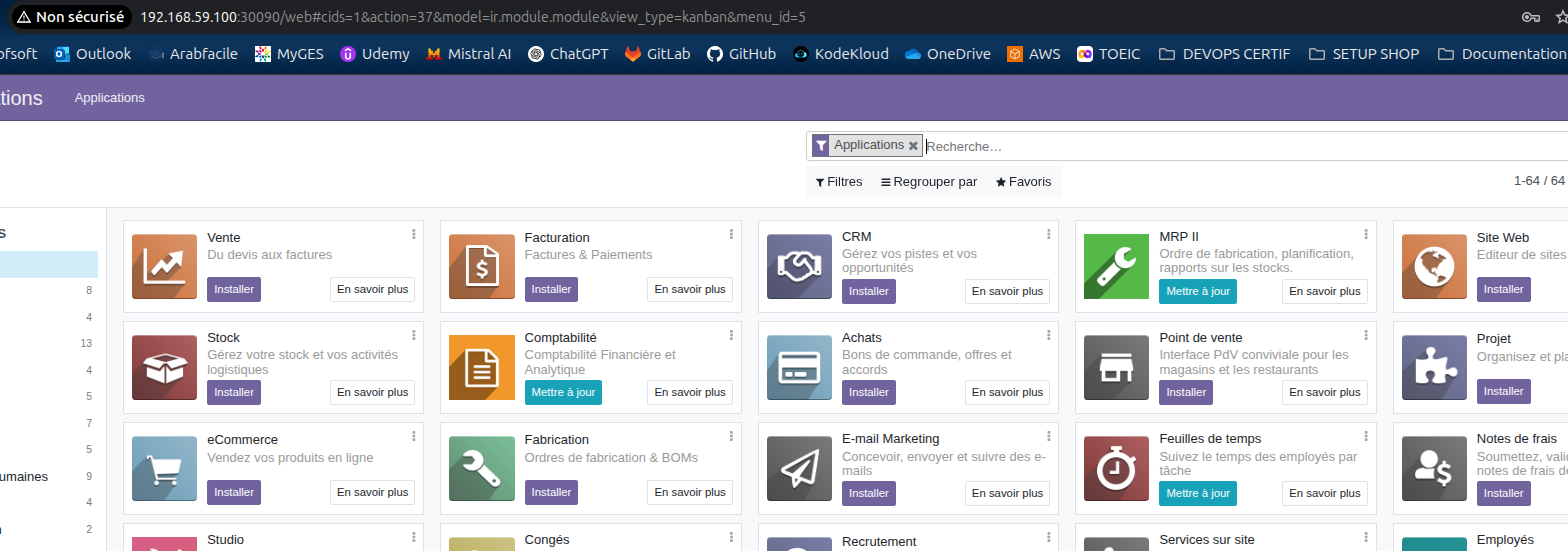 Non sécurisé 192.168.59.100:30090/web#cids=1&action=37&model=ir.module.module&view_type=kanban&menu_id=5
ofsoft Outlook Arabfacile MyGES Udemy Mistral AI ChatGPT GitLab GitHub KodeKloud OneDrive AWS TOEIC DEVOPS CERTIF SETUP SHOP Documentation
tions Applications
Applications Recherche...
Filtres Regrouper par Favoris 1-64 / 64
S
8
4
13
4
5
7
5
umaines 9
4
n 2
Vente
Du devis aux factures
Installer En savoir plus
Facturation
Factures & Paiements
Installer En savoir plus
CRM
Gérez vos pistes et vos
opportunités
Installer En savoir plus
MRP II
Ordre de fabrication, planification,
rapports sur les stocks.
Mettre à jour En savoir plus
Site Web
Editeur de sites
Installer
Stock
Gérez votre stock et vos activités
logistiques
Installer En savoir plus
Comptabilité
Comptabilité Financière et
Analytique
Mettre à jour En savoir plus
Achats
Bons de commande, offres et
accords
Installer En savoir plus
Point de vente
Interface PdV conviviale pour les
magasins et les restaurants
Installer En savoir plus
Projet
Organisez et pla
Installer
eCommerce
Vendez vos produits en ligne
Installer En savoir plus
Fabrication
Ordres de fabrication & BOMs
Installer En savoir plus
E-mail Marketing
Concevoir, envoyer et suivre des e-
mails
Installer En savoir plus
Feuilles de temps
Suivez le temps des employés par
tâche
Mettre à jour En savoir plus
Notes de frais
Soumettez, valid
notes de frais de
Installer
Studio
Congés
Recrutement
Services sur site
Employés